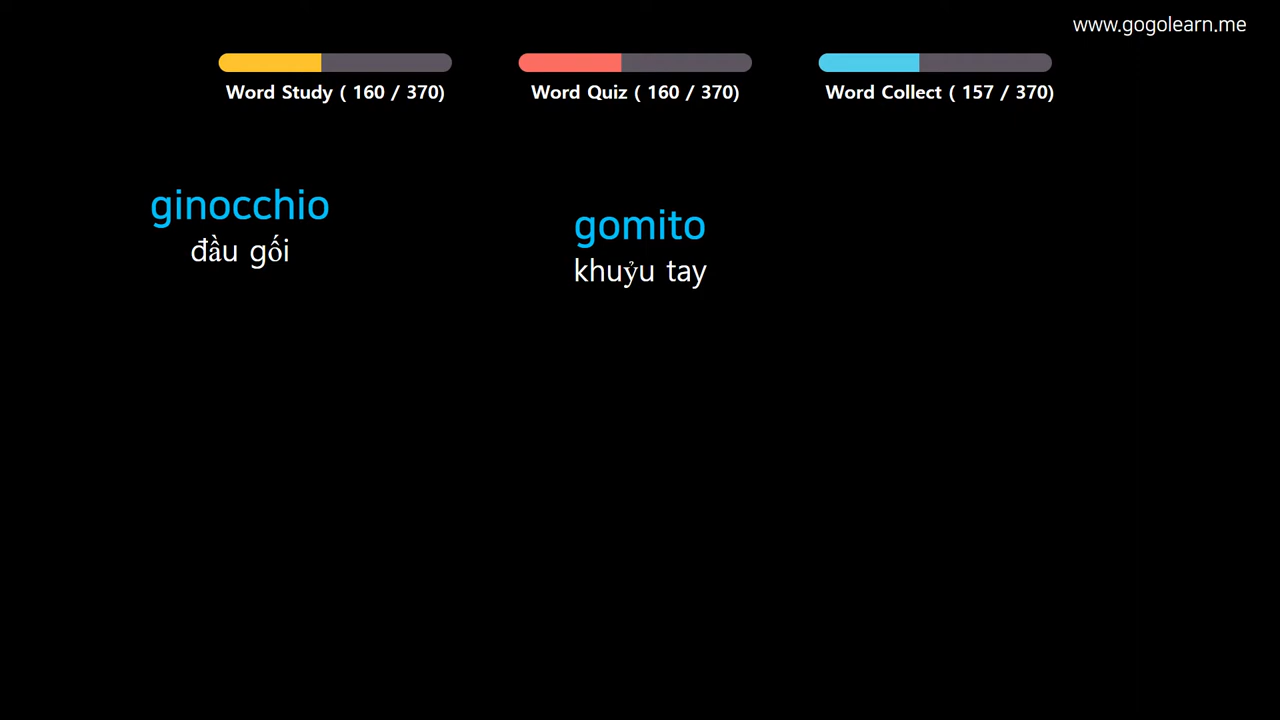 www.gogolearn.me
Word Study ( 160 / 370)
Word Quiz ( 160 / 370)
Word Collect ( 157 / 370)
ginocchio
đầu gối
gomito
khuỷu tay